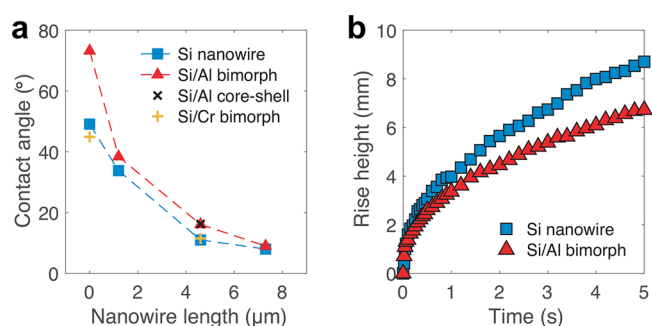 a
Contact angle (º)
80
60
40
20
0
Si nanowire
Si/Al bimorph
Si/Al core-shell
Si/Cr bimorph
0 2 4 6 8
Nanowire length (μm)
b
Rise height (mm)
10
8
6
4
2
0
Si nanowire
Si/Al bimorph
0 1 2 3 4 5
Time (s)